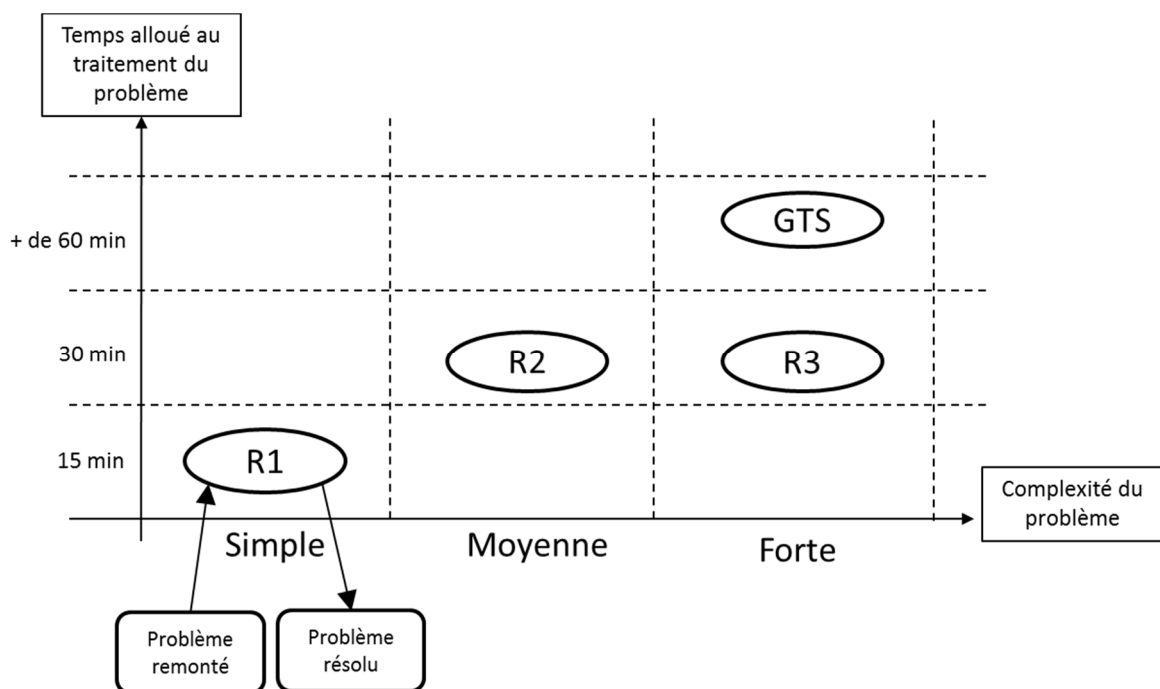 Temps alloué au
traitement du
problème
GTS
+ de 60 min
30 min
R2
R3
15 min
R1
Complexité du
problème
Simple
Moyenne
Forte
Problème
remonté
Problème
résolu